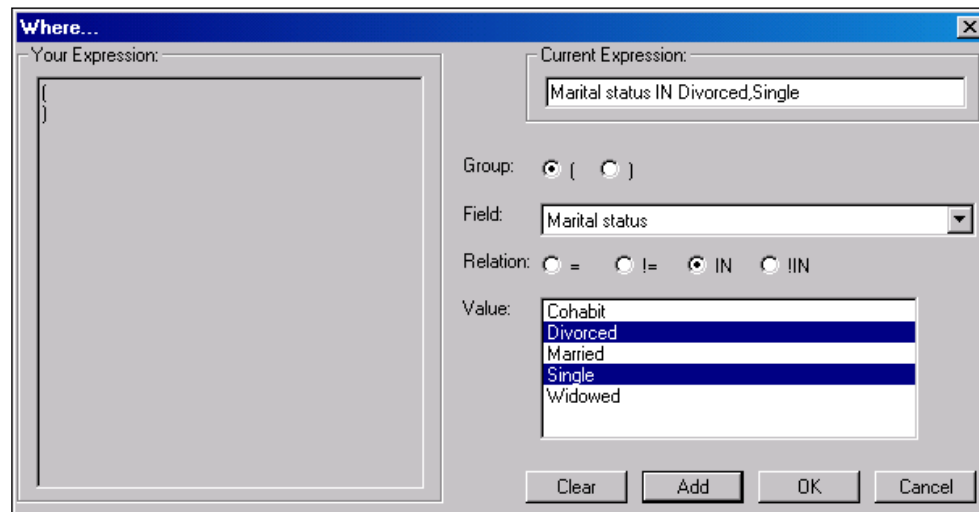 Where...
Your Expression:
(
)
Current Expression:
Marital status IN Divorced,Single
Group: ( )
Field: Marital status
Relation: = != IN !IN
Value:
Cohabit
Divorced
Married
Single
Widowed
Clear Add OK Cancel